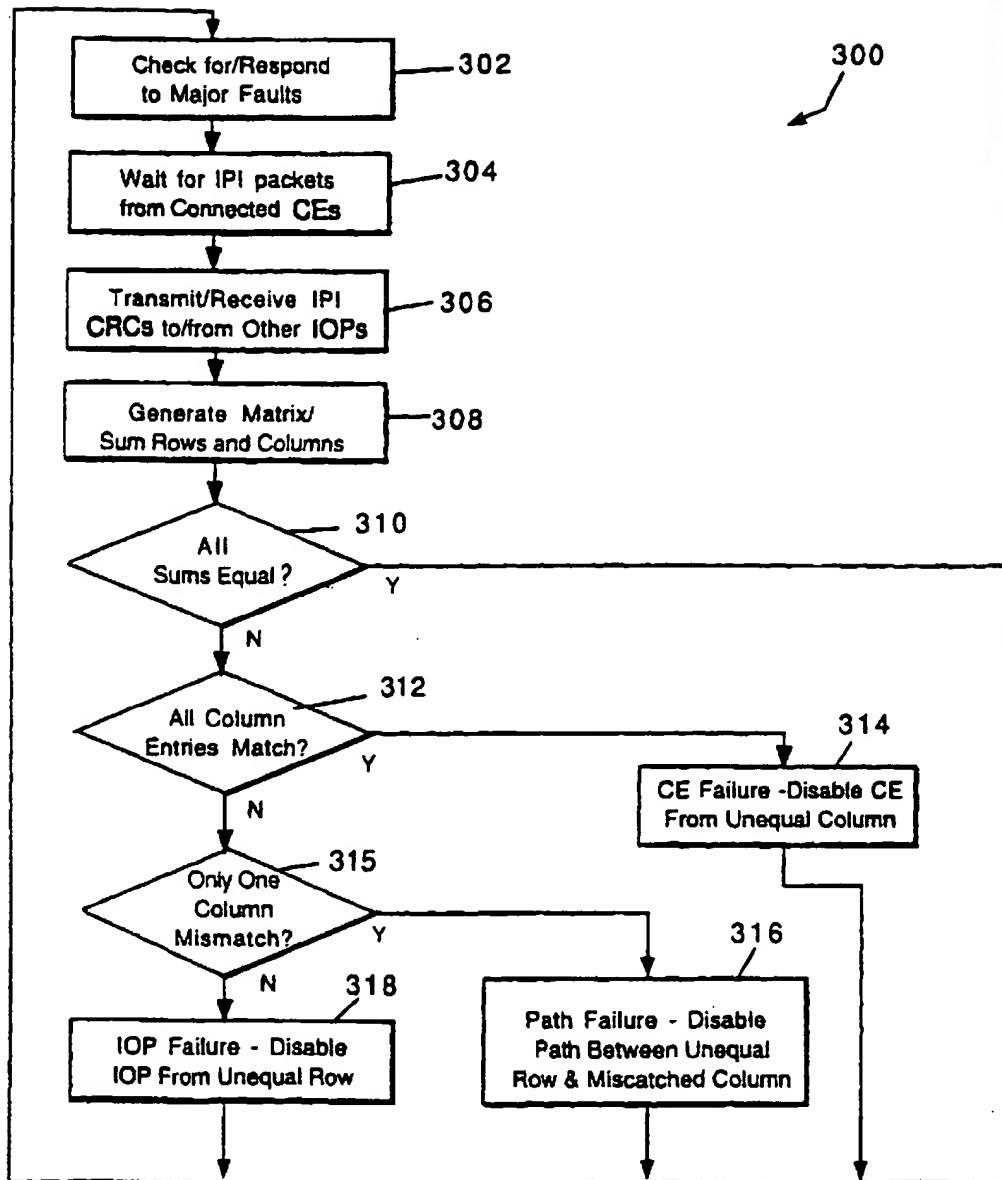 Check for/Respond
to Major Faults
302
300
Wait for IPI packets
from Connected CEs
304
Transmit/Receive IPI
CRCs to/from Other IOPs
306
Generate Matrix/
Sum Rows and Columns
308
310
All
Sums Equal?
Y
N
312
All Column
Entries Match?
Y
N
314
CE Failure -Disable CE
From Unequal Column
315
Only One
Column
Mismatch?
Y
N
316
Path Failure - Disable
Path Between Unequal
Row & Miscatched Column
318
IOP Failure - Disable
IOP From Unequal Row